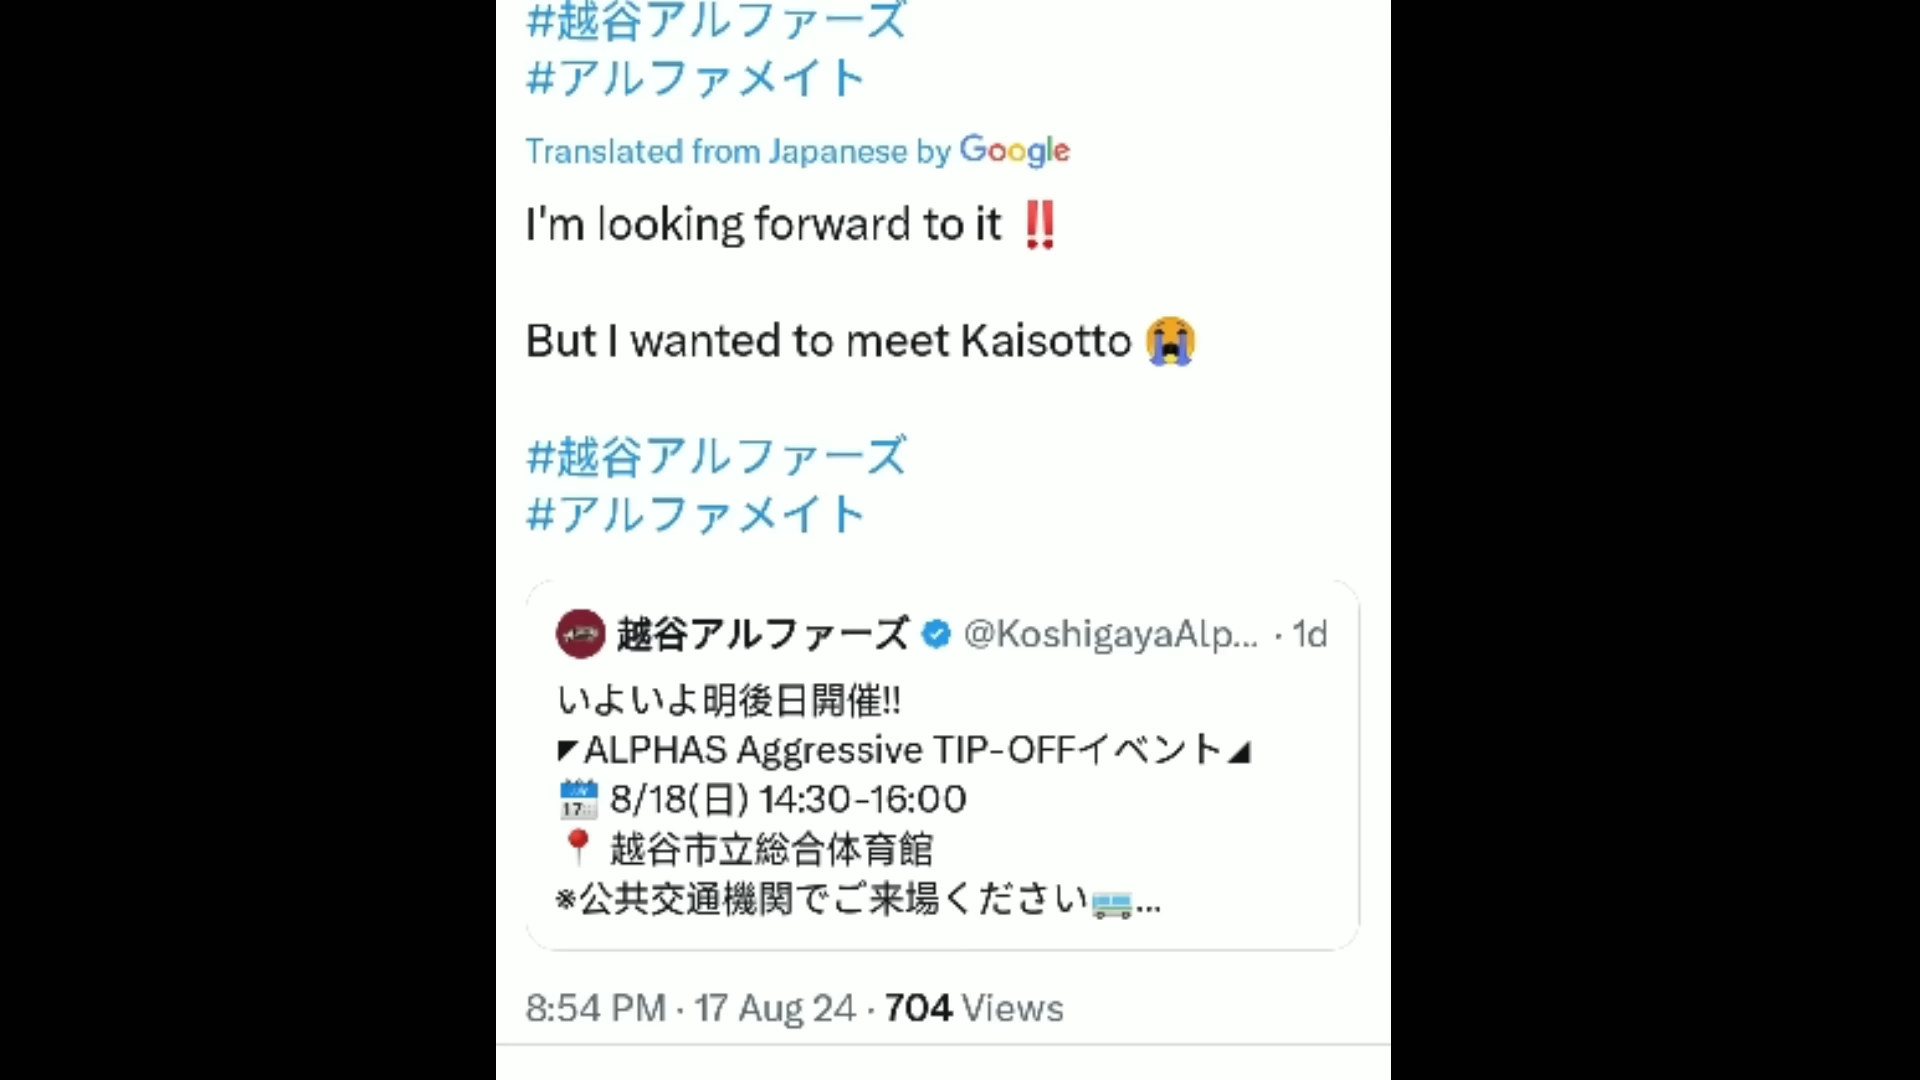 #越谷アルファーズ
#アルファメイト
Translated from Japanese by Google
I'm looking forward to it ‼️
But I wanted to meet Kaisotto 😭
#越谷アルファーズ
#アルファメイト
越谷アルファーズ @KoshigayaAlp... · 1d
いよいよ明後日開催!!
◤ALPHAS Aggressive TIP-OFFイベント◢
📅 8/18(日) 14:30-16:00
📍 越谷市立総合体育館
※公共交通機関でご来場ください🚌...
8:54 PM · 17 Aug 24 · 704 Views